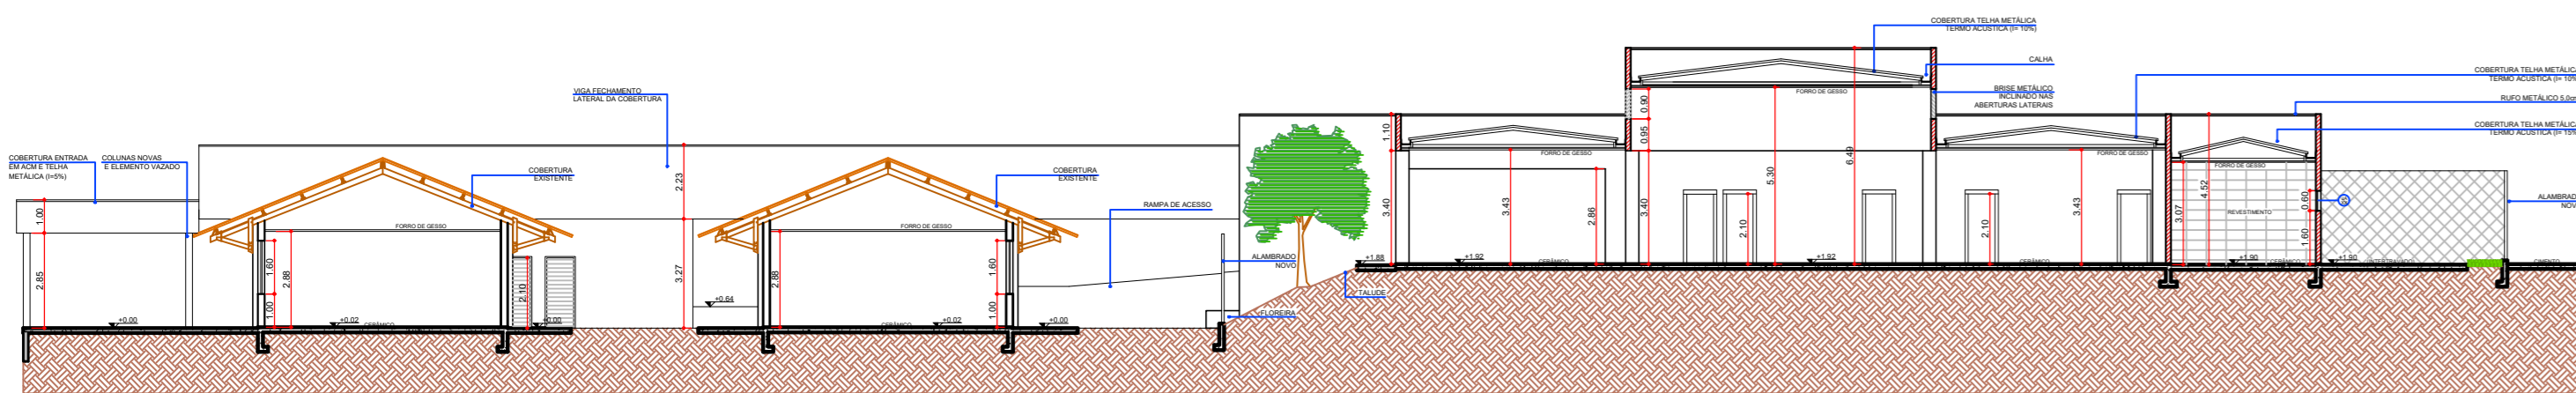 COBERTURA ENTRADA
EM ACM E TELHA
METÁLICA (I=5%)
COLUNAS NOVAS
E ELEMENTO VAZADO
1.00
2.85
+0.00
FORRO DE GESSO
1.60
1.00
2.88
+0.02
CERÂMICO
COBERTURA
EXISTENTE
2.10
+0.00
VIGA FECHAMENTO
LATERAL DA COBERTURA
2.23
3.27
+0.64
FORRO DE GESSO
2.88
CERÂMICO
+0.02
1.60
1.00
+0.00
COBERTURA
EXISTENTE
RAMPA DE ACESSO
ALAMBRADO
NOVO
FLOREIRA
TALUDE
+1.88
1.10
3.40
+1.92
FORRO DE GESSO
3.43
2.86
CERÂMICO
0.90
0.95
3.40
FORRO DE GESSO
2.10
5.30
6.49
+1.92
COBERTURA TELHA METÁLICA
TERMO ACÚSTICA (I= 10%)
CALHA
BRISE METÁLICO
INCLINADO NAS
ABERTURAS LATERAIS
2.10
CERÂMICO
3.43
FORRO DE GESSO
3.07
4.52
FORRO DE GESSO
REVESTIMENTO
0.60
1.60
+1.90
CERÂMICO
+1.90
(INTERTRAVADO)
COBERTURA TELHA METÁLICA
TERMO ACÚSTICA (I= 10%
RUFO METÁLICO 5,0cm
COBERTURA TELHA METÁLICA
TERMO ACÚSTICA (I= 15%
ALAMBRAD
NOV
CIMENTO